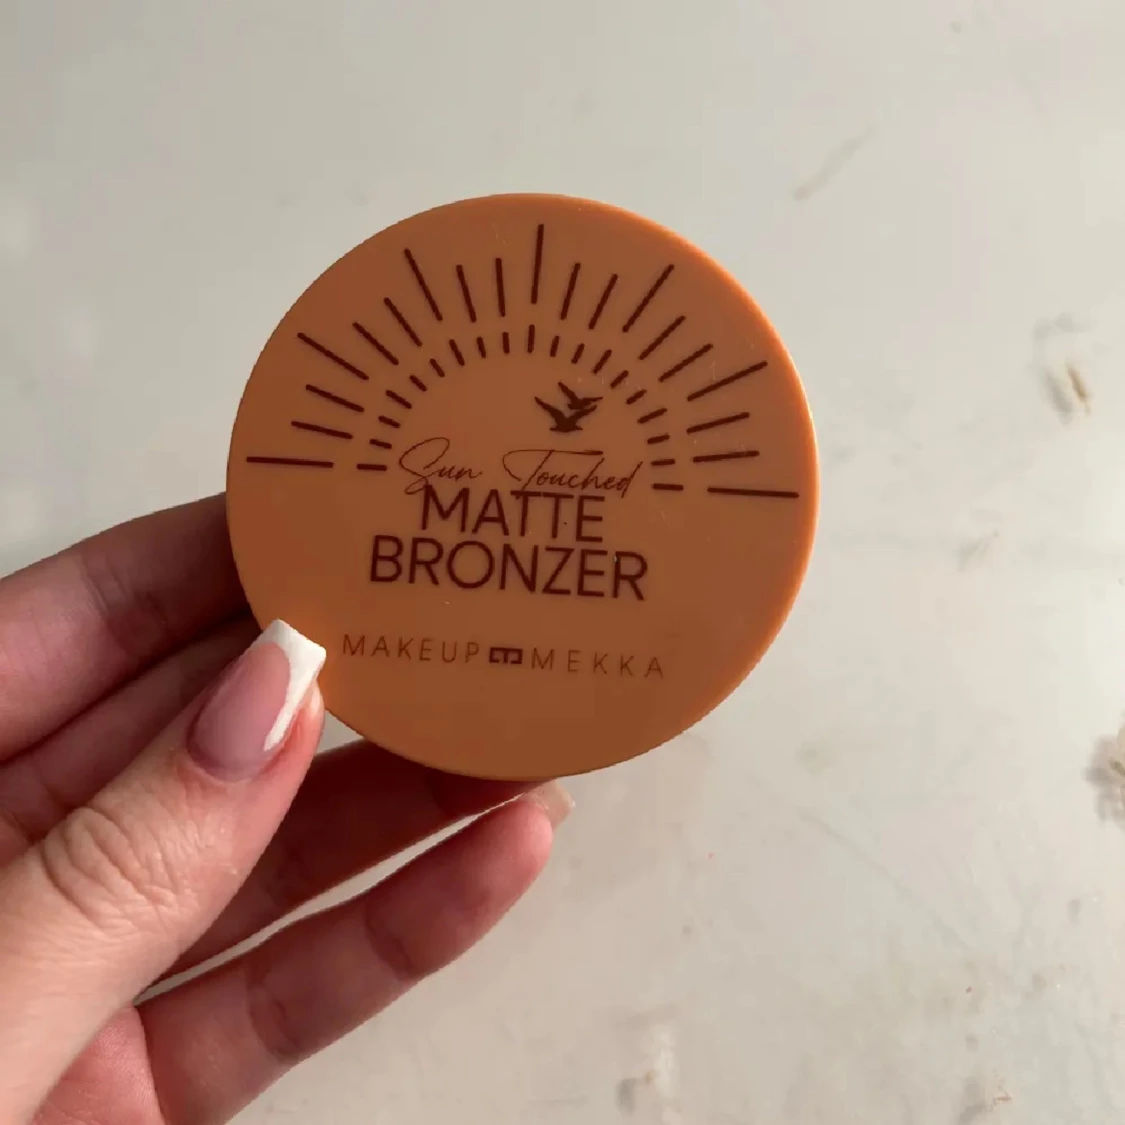 Sun Touched
MATTE
BRONZER
MAKEUP MEKKA